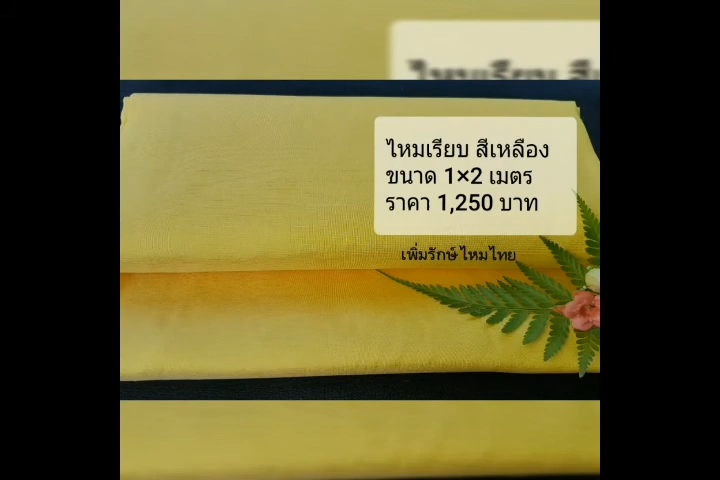 ไหมเรียบ สีเหลือง
ขนาด 1×2 เมตร
ราคา 1,250 บาท
เพิ่มรักษ์ ไหมไทย